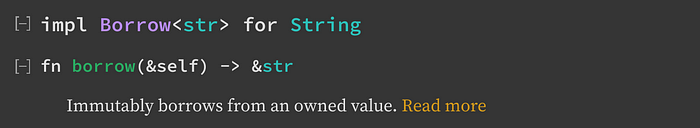 [-] impl Borrow<str> for String
[-] fn borrow(&self) -> &str
Immutably borrows from an owned value. Read more